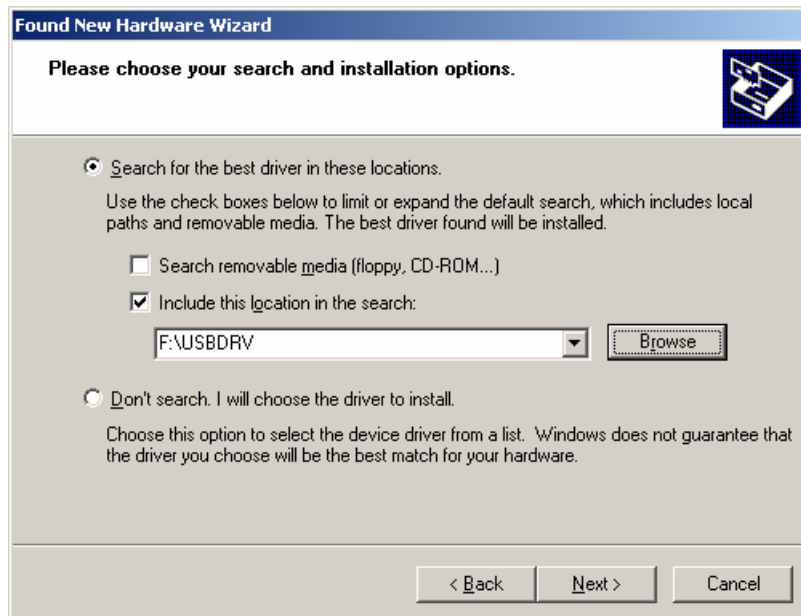 Found New Hardware Wizard
Please choose your search and installation options.
Search for the best driver in these locations.
Use the check boxes below to limit or expand the default search, which includes local
paths and removable media. The best driver found will be installed.
Search removable media (floppy, CD-ROM...)
Include this location in the search:
F:\USBDRV
Browse
Don't search. I will choose the driver to install.
Choose this option to select the device driver from a list. Windows does not guarantee that
the driver you choose will be the best match for your hardware.
< Back Next > Cancel